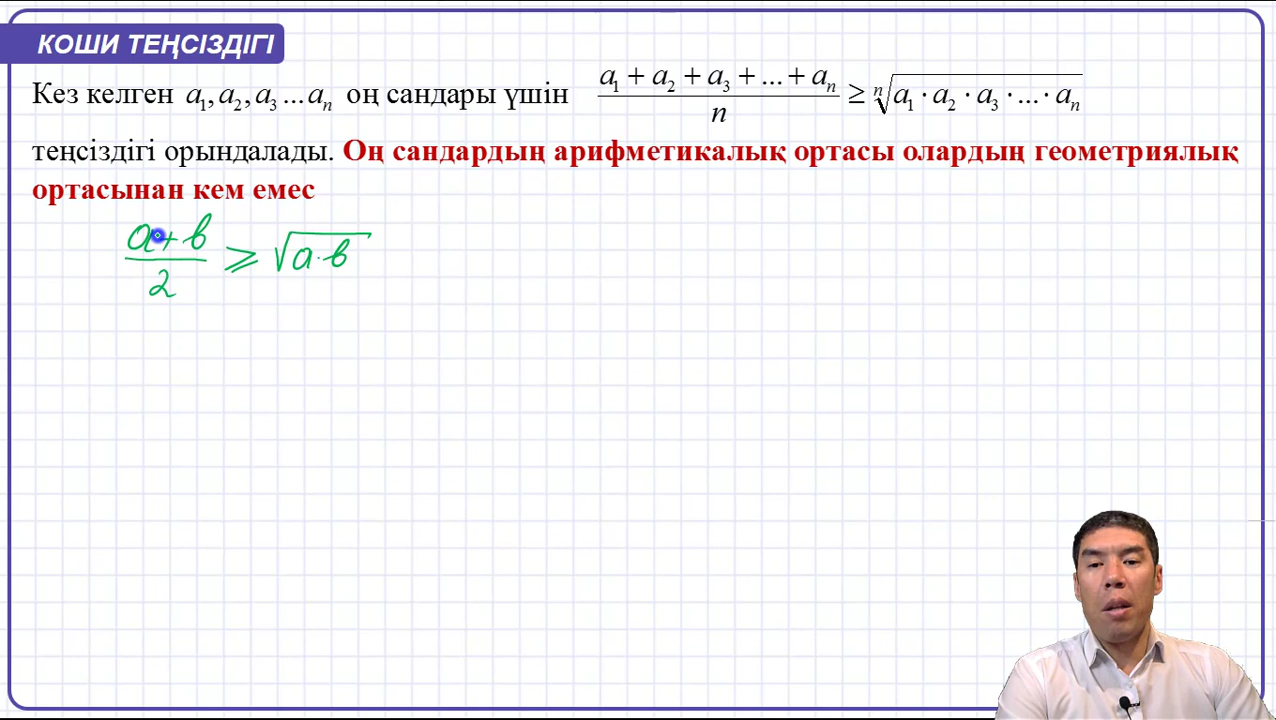 КОШИ ТЕҢСІЗДІГІ
Кез келген a₁, a₂, a₃ ... aₙ оң сандары үшін (a₁ + a₂ + a₃ + ... + aₙ)/n ≥ ⁿ√(a₁ · a₂ · a₃ · ... · aₙ)
теңсіздігі орындалады. Оң сандардың арифметикалық ортасы олардың геометриялық
ортасынан кем емес
(a + b)/2 ≥ √(a · b)